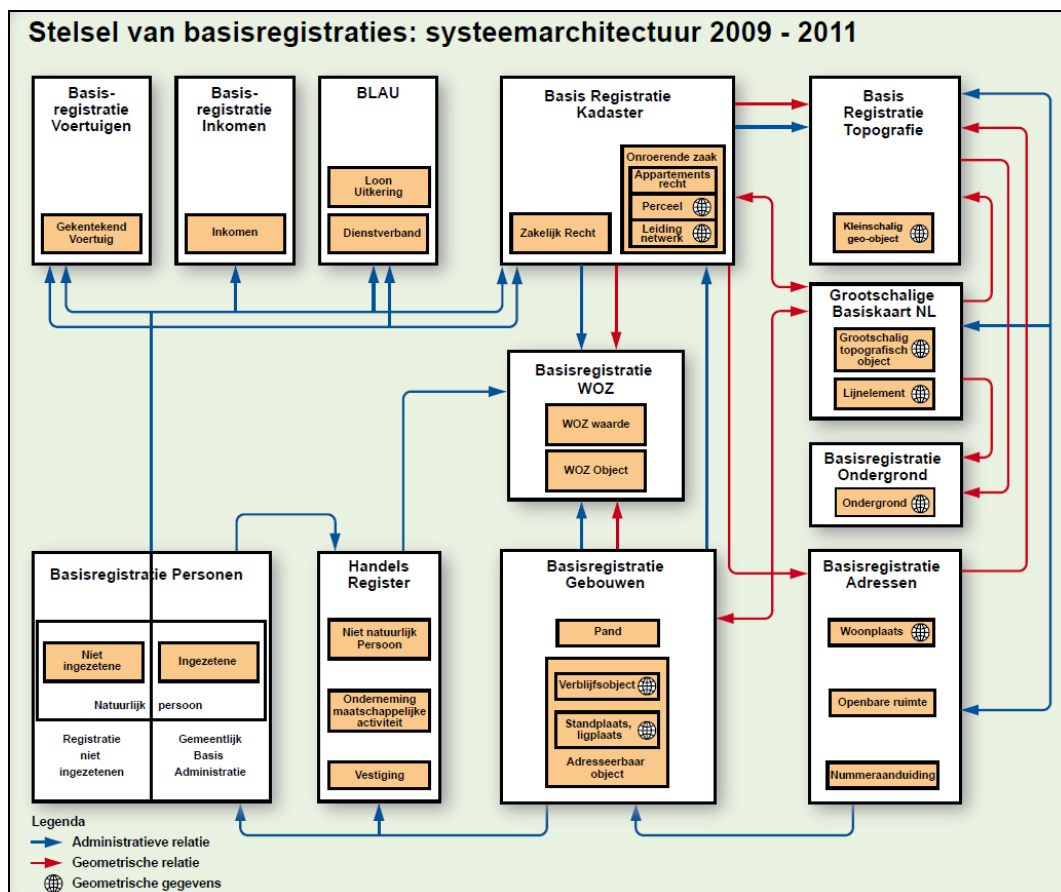 Stelsel van basisregistraties: systeemarchitectuur 2009 - 2011
Basis-
registratie
Voertuigen
Gekentekend
Voertuig
Basis-
registratie
Inkomen
Inkomen
BLAU
Loon
Uitkering
Dienstverband
Basis Registratie
Kadaster
Onroerende zaak
Appartements
recht
Perceel
Leiding
netwerk
Zakelijk Recht
Basis
Registratie
Topografie
Kleinschalig
geo-object
Grootschalige
Basiskaart NL
Grootschalig
topografisch
object
Lijnelement
Basisregistratie
WOZ
WOZ waarde
WOZ Object
Basisregistratie
Ondergrond
Ondergrond
Basisregistratie Personen
Niet
ingezetene
Ingezetene
Natuurlijk persoon
Registratie
niet
ingezetenen
Gemeentlijk
Basis
Administratie
Handels
Register
Niet natuurlijk
Persoon
Onderneming
maatschappelijke
activiteit
Vestiging
Basisregistratie
Gebouwen
Pand
Verblijfsobject
Standplaats,
ligplaats
Adresseerbaar
object
Basisregistratie
Adressen
Woonplaats
Openbare ruimte
Nummeraanduiding
Legenda
Administratieve relatie
Geometrische relatie
Geometrische gegevens